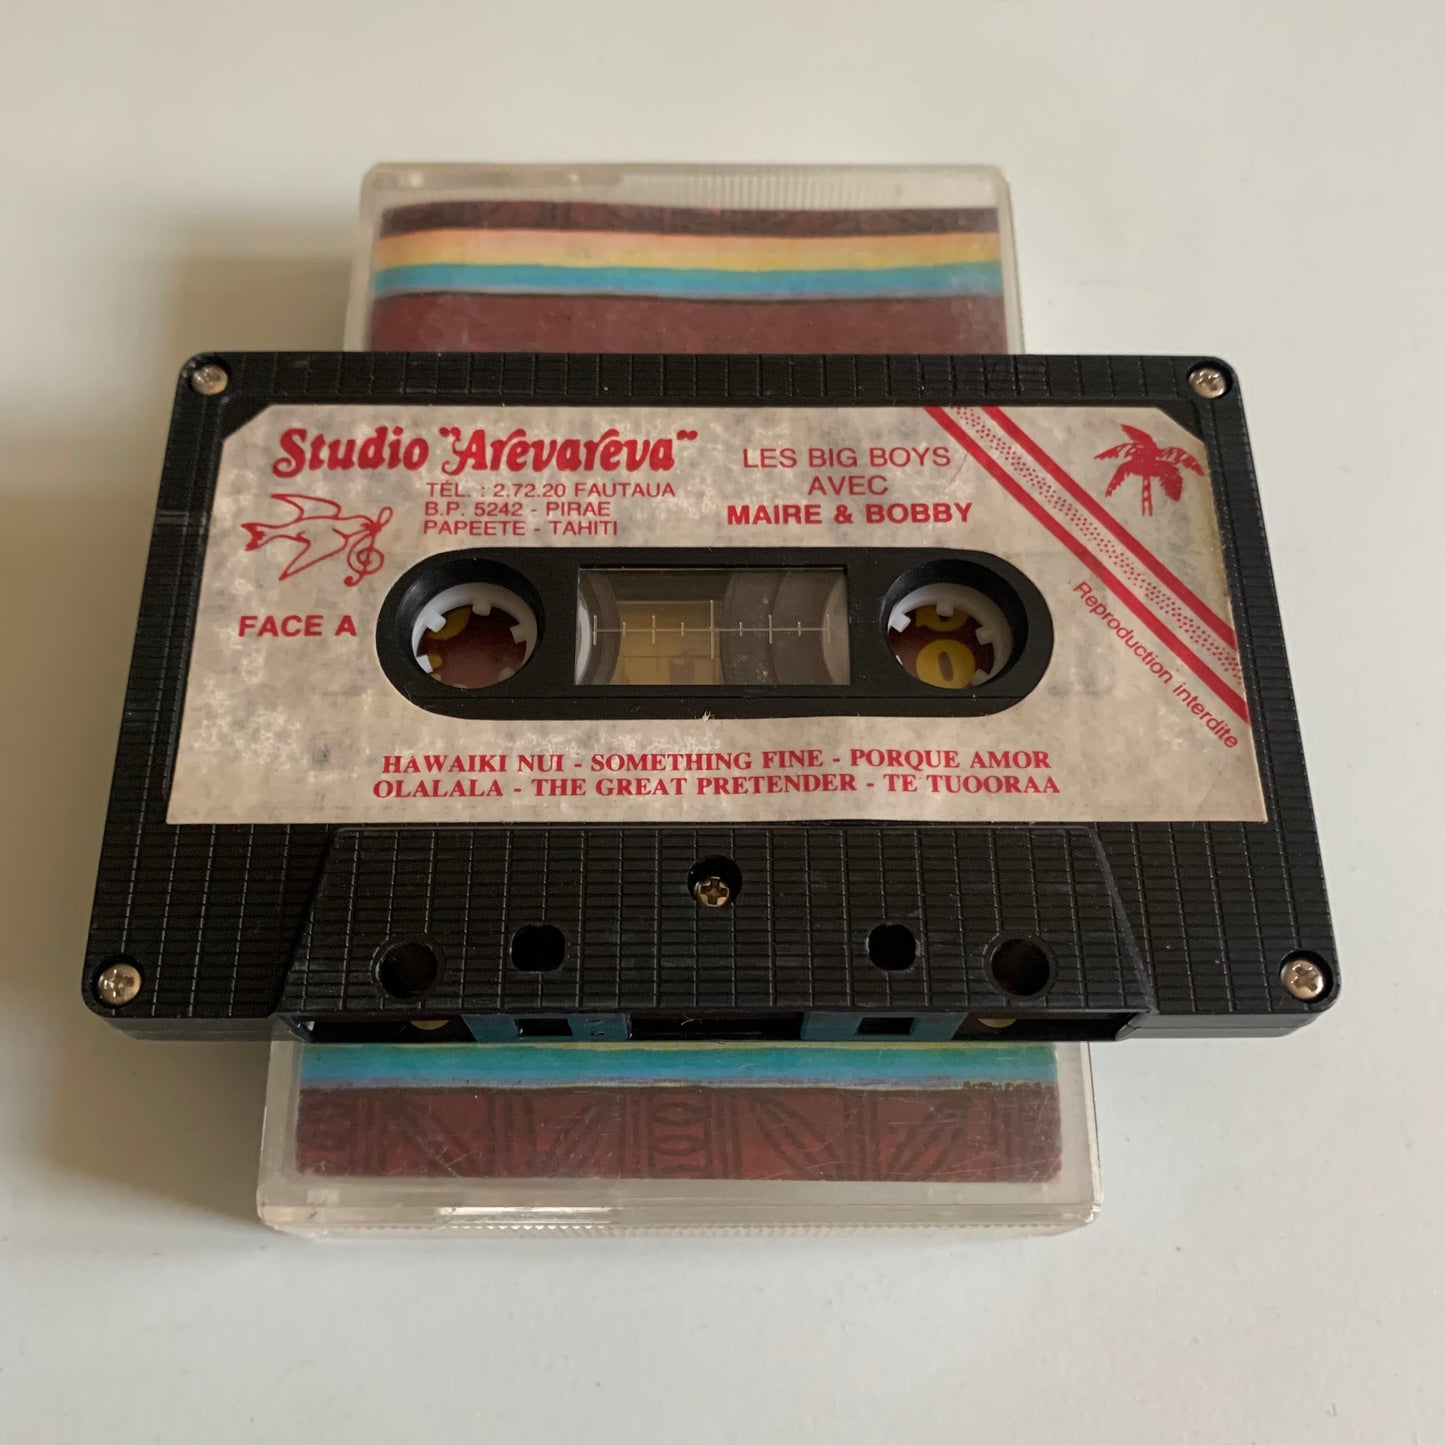 Studio "Arevareva"
TÉL. : 2.72.20 FAUTAUA
B.P. 5242 - PIRAE
PAPEETE - TAHITI
LES BIG BOYS
AVEC
MAIRE & BOBBY
FACE A
Reproduction interdite
HAWAIKI NUI - SOMETHING FINE - PORQUE AMOR
OLALALA - THE GREAT PRETENDER - TE TUOORAA